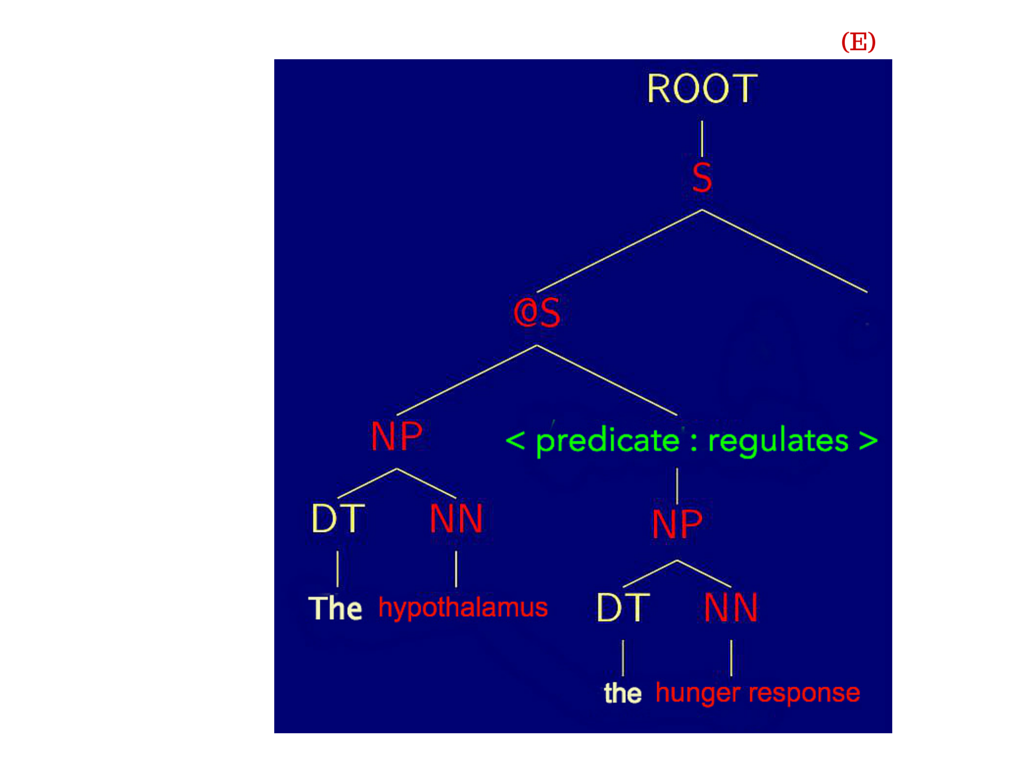 (E)
ROOT
S
@S
NP < predicate : regulates >
DT NN NP
The hypothalamus DT NN
the hunger response